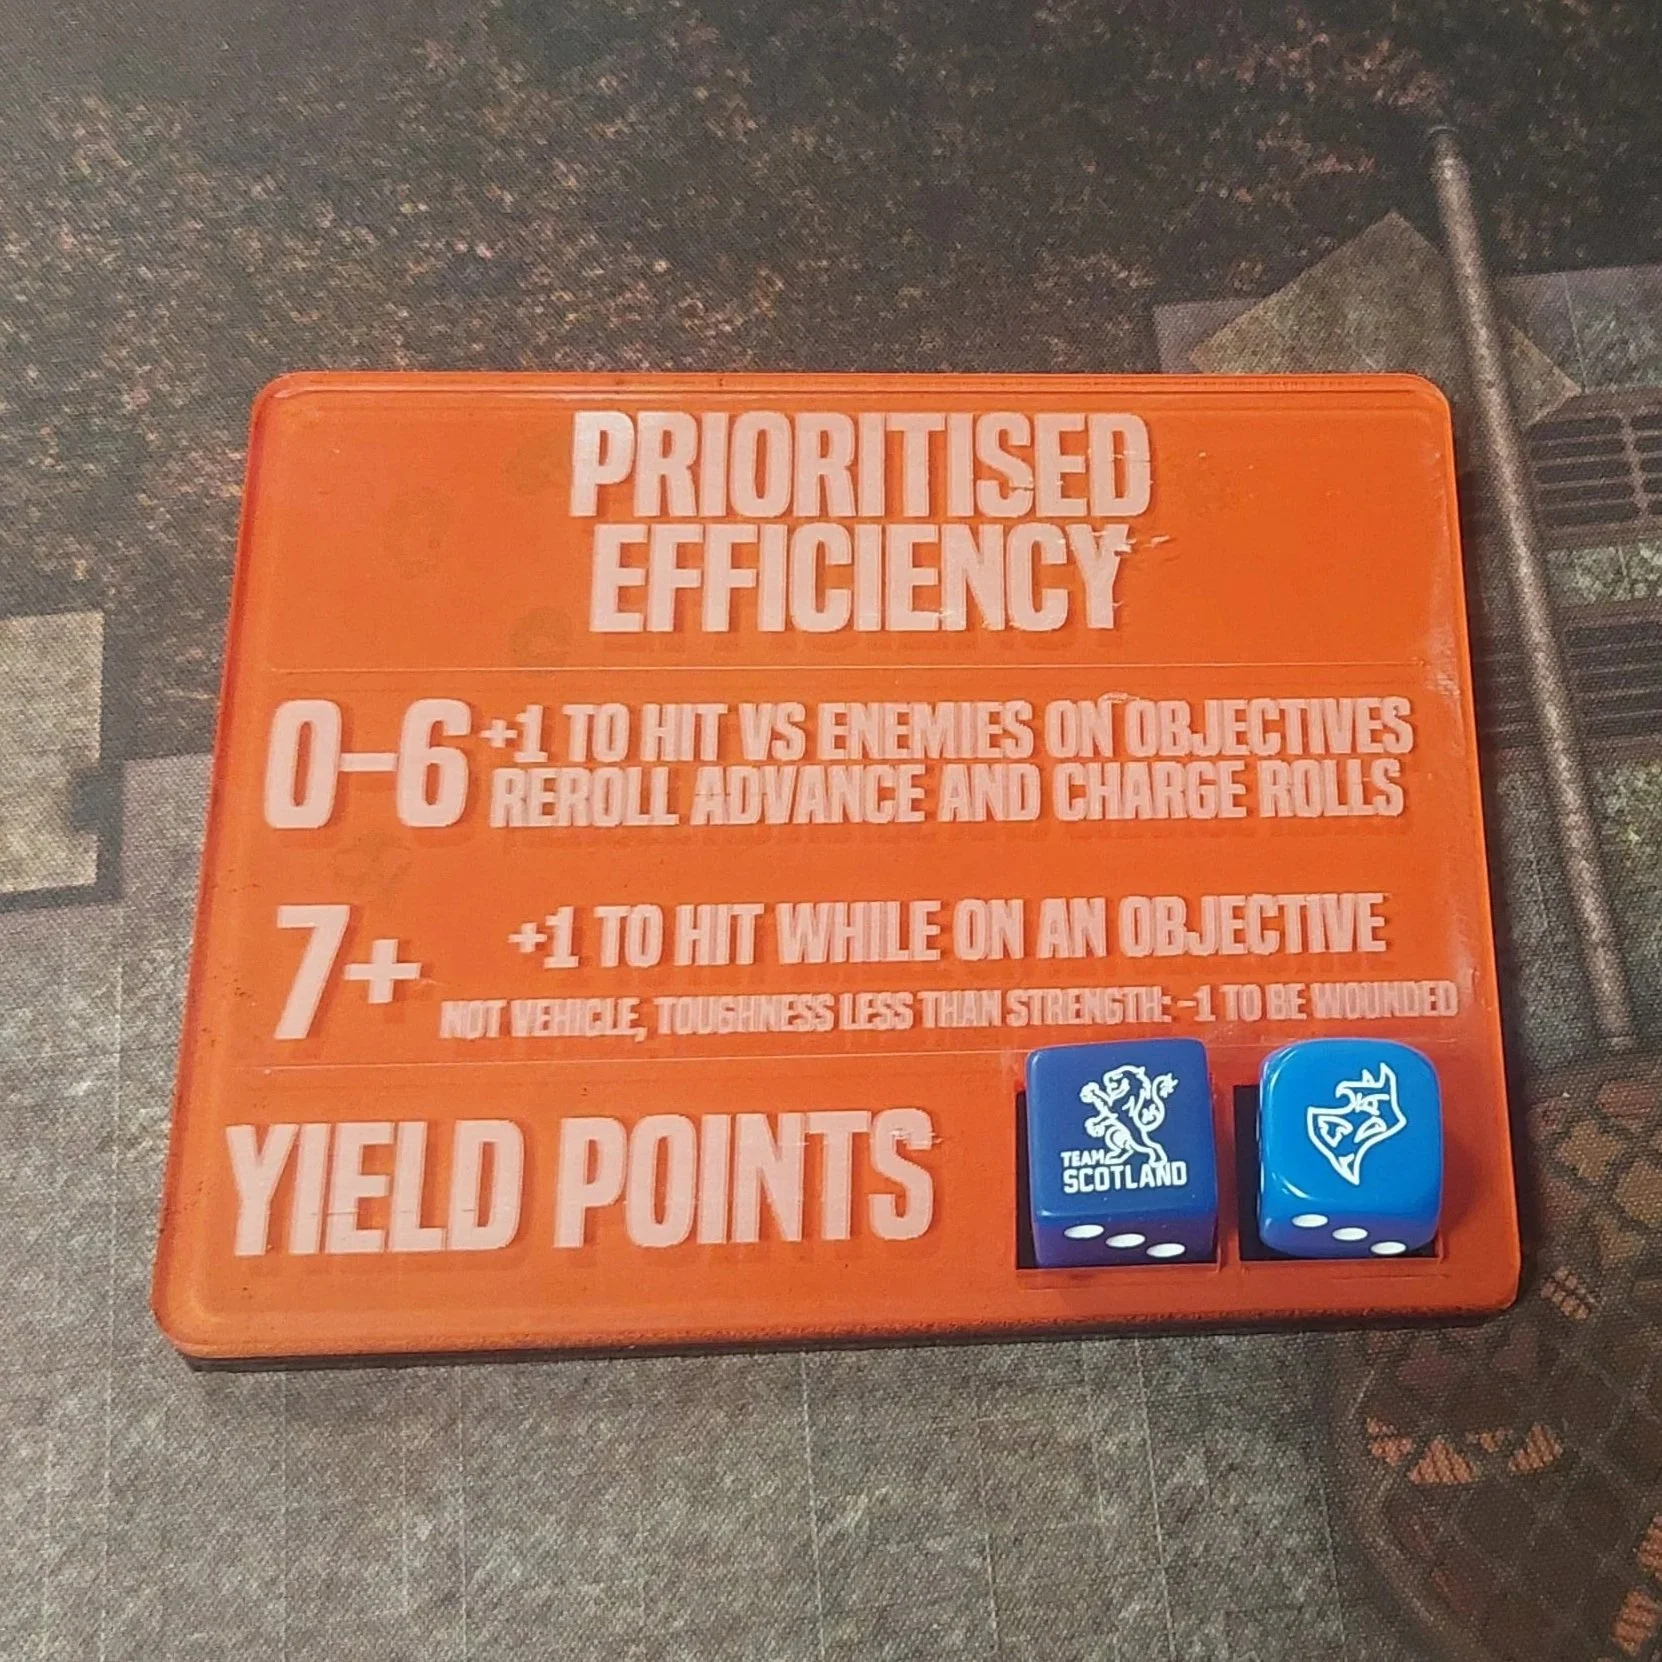 PRIORITISED
EFFICIENCY
0-6
+1 TO HIT VS ENEMIES ON OBJECTIVES
REROLL ADVANCE AND CHARGE ROLLS
7+
+1 TO HIT WHILE ON AN OBJECTIVE
NOT VEHICLE, TOUGHNESS LESS THAN STRENGTH: -1 TO BE WOUNDED
YIELD POINTS
TEAM
SCOTLAND